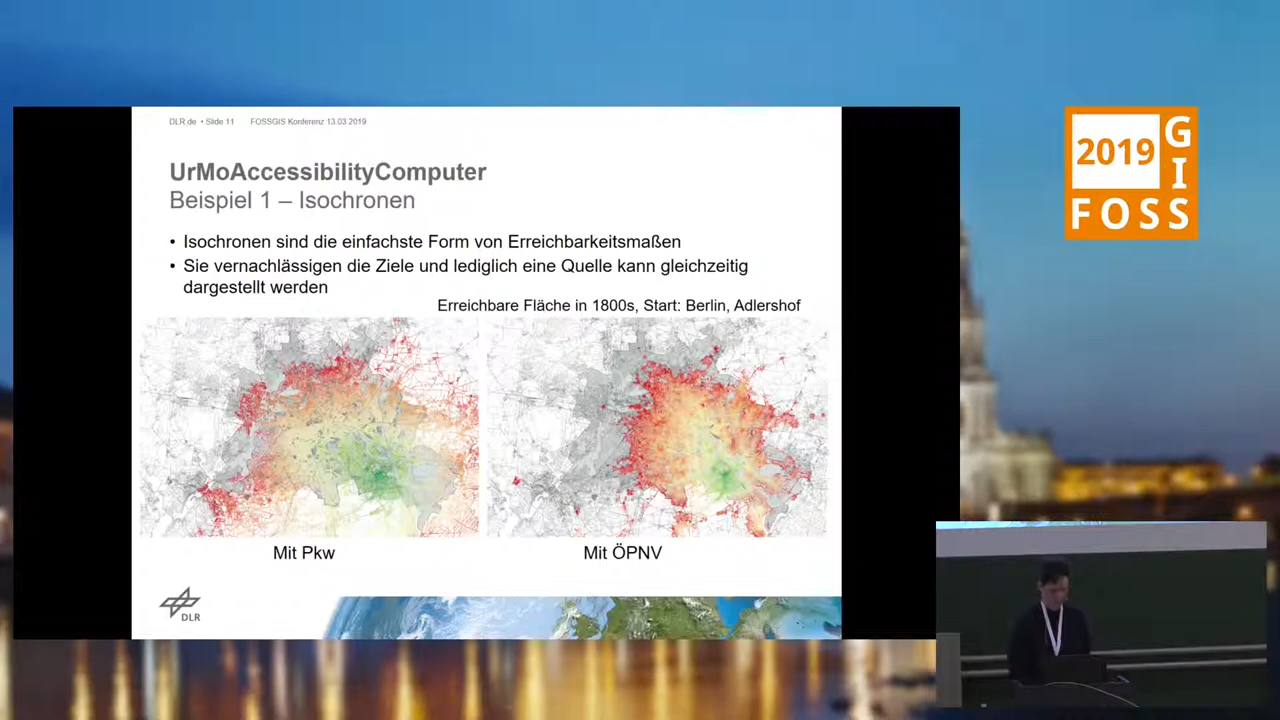 DLR.de • Slide 11 FOSSGIS Konferenz 13.03 2019
UrMoAccessibilityComputer
Beispiel 1 – Isochronen
• Isochronen sind die einfachste Form von Erreichbarkeitsmaßen
• Sie vernachlässigen die Ziele und lediglich eine Quelle kann gleichzeitig
dargestellt werden
Erreichbare Fläche in 1800s, Start: Berlin, Adlershof
Mit Pkw
Mit ÖPNV
DLR
2019
GIS
FOSS